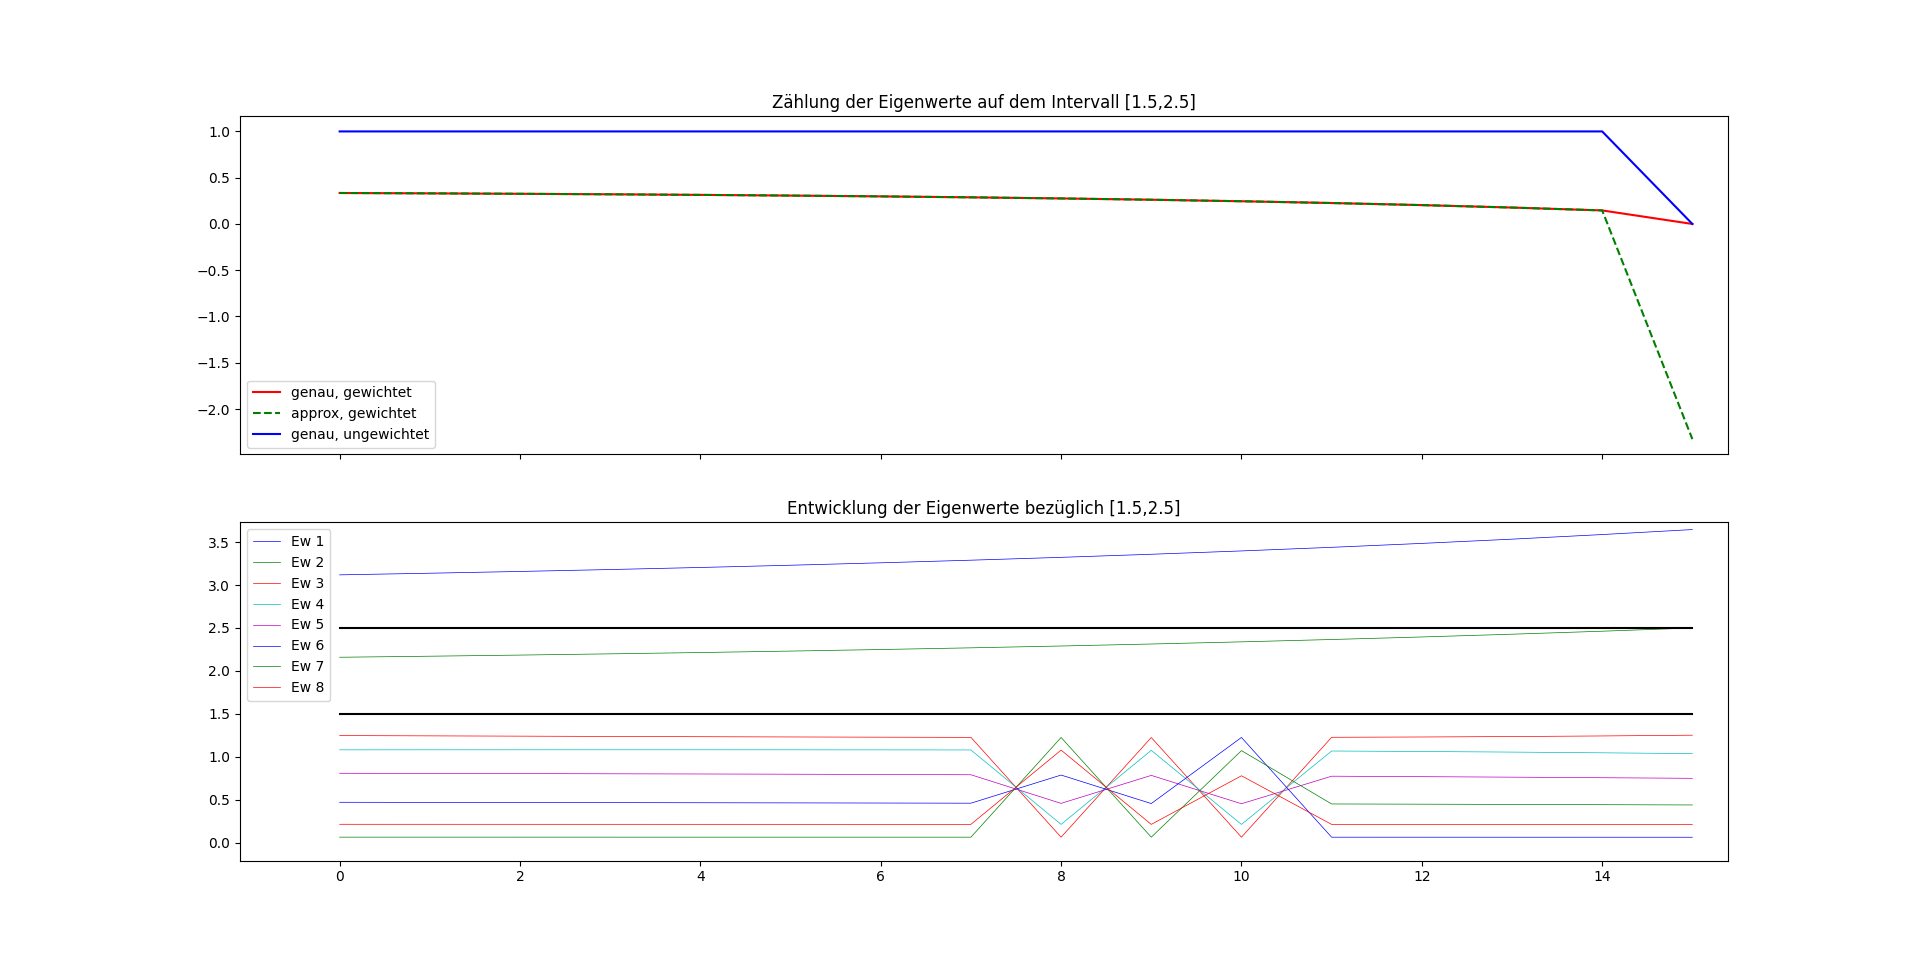 Zählung der Eigenwerte auf dem Intervall [1.5,2.5]
1.0
0.5
0.0
−0.5
−1.0
−1.5
−2.0
genau, gewichtet
approx, gewichtet
genau, ungewichtet
Entwicklung der Eigenwerte bezüglich [1.5,2.5]
3.5
3.0
2.5
2.0
1.5
1.0
0.5
0.0
Ew 1
Ew 2
Ew 3
Ew 4
Ew 5
Ew 6
Ew 7
Ew 8
0 2 4 6 8 10 12 14